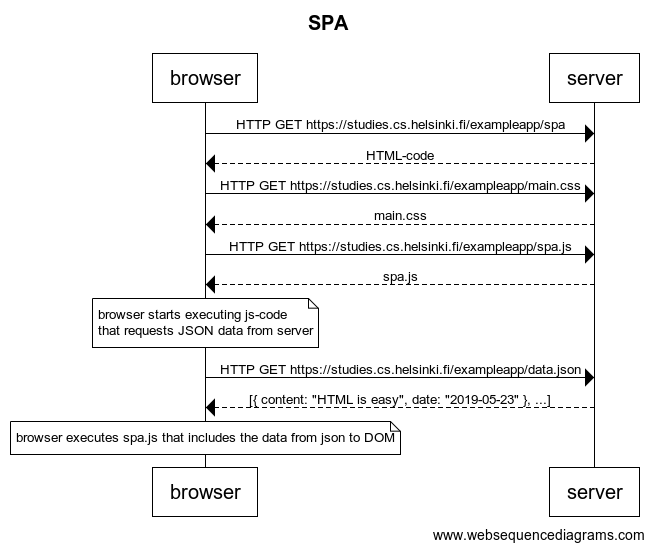 SPA
browser
server
HTTP GET https://studies.cs.helsinki.fi/exampleapp/spa
HTML-code
HTTP GET https://studies.cs.helsinki.fi/exampleapp/main.css
main.css
HTTP GET https://studies.cs.helsinki.fi/exampleapp/spa.js
spa.js
browser starts executing js-code
that requests JSON data from server
HTTP GET https://studies.cs.helsinki.fi/exampleapp/data.json
[{ content: "HTML is easy", date: "2019-05-23" }, ...]
browser executes spa.js that includes the data from json to DOM
browser
server
www.websequencediagrams.com